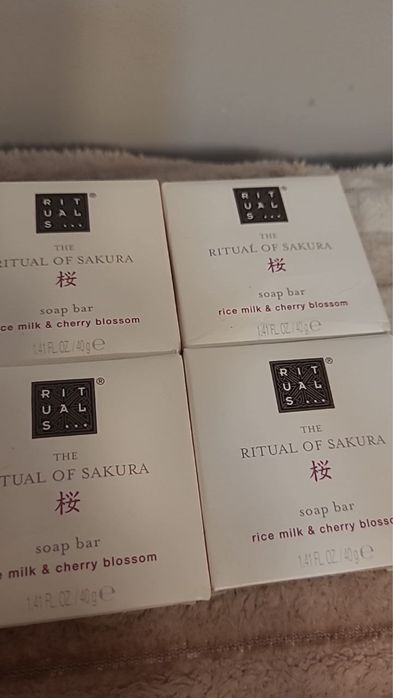 RIT
UAL
S...®
THE
RITUAL OF SAKURA
桜
soap bar
ce milk & cherry blossom
1.41 FL.OZ./40g℮
RIT
UAL
S...®
THE
RITUAL OF SAKURA
桜
soap bar
rice milk & cherry blossom
1.41 FL.OZ./40g℮
RIT
UAL
S...®
THE
TUAL OF SAKURA
桜
soap bar
e milk & cherry blossom
1.41 FL.OZ./40g℮
RIT
UAL
S...®
THE
RITUAL OF SAKURA
桜
soap bar
rice milk & cherry blosso
1.41 FL.OZ./40g℮